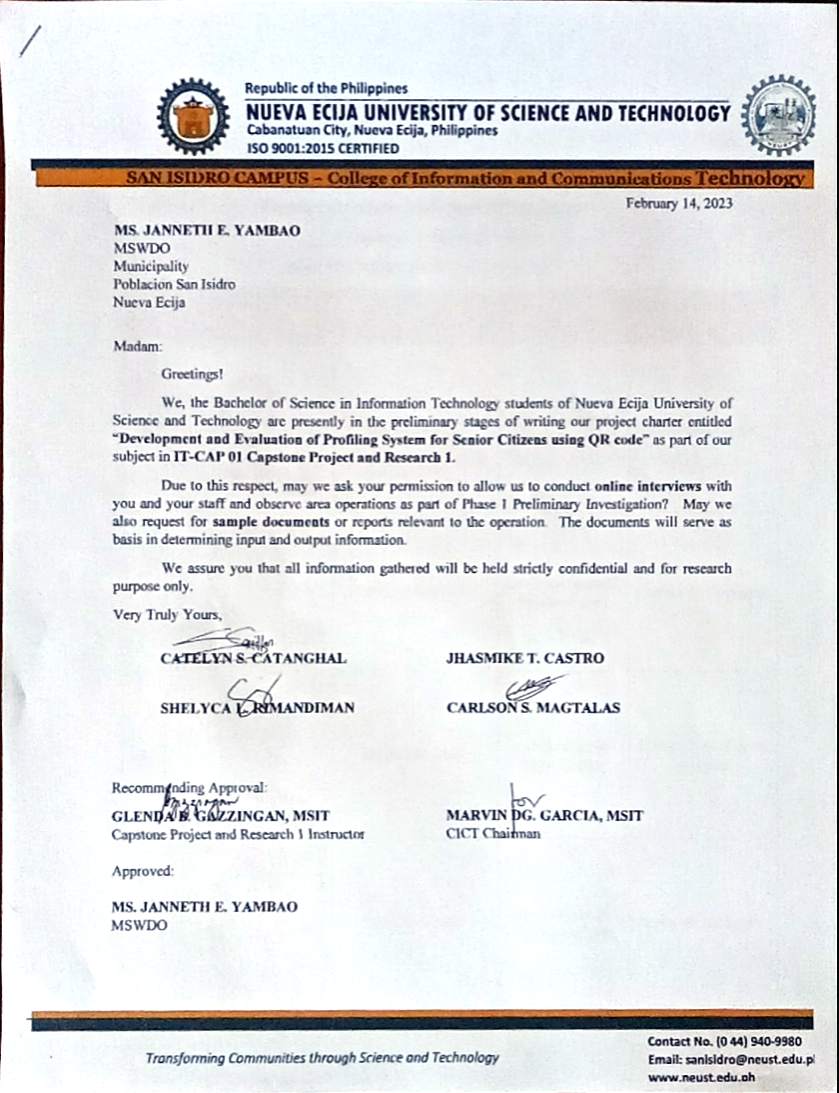 Republic of the Philippines
NUEVA ECIJA UNIVERSITY OF SCIENCE AND TECHNOLOGY
Cabanatuan City, Nueva Ecija, Philippines
ISO 9001:2015 CERTIFIED
SAN ISIDRO CAMPUS – College of Information and Communications Technology
February 14, 2023
MS. JANNETH E. YAMBAO
MSWDO
Municipality
Poblacion San Isidro
Nueva Ecija
Madam:
Greetings!
We, the Bachelor of Science in Information Technology students of Nueva Ecija University of
Science and Technology are presently in the preliminary stages of writing our project charter entitled
“Development and Evaluation of Profiling System for Senior Citizens using QR code” as part of our
subject in IT-CAP 01 Capstone Project and Research 1.
Due to this respect, may we ask your permission to allow us to conduct online interviews with
you and your staff and observe area operations as part of Phase 1 Preliminary Investigation? May we
also request for sample documents or reports relevant to the operation. The documents will serve as
basis in determining input and output information.
We assure you that all information gathered will be held strictly confidential and for research
purpose only.
Very Truly Yours,
CATELYN S. CATANGHAL JHASMIKE T. CASTRO
SHELYCA L. RIMANDIMAN CARLSON S. MAGTALAS
Recommending Approval:
for
GLENDA B. GAZZINGAN, MSIT MARVIN DG. GARCIA, MSIT
Capstone Project and Research 1 Instructor CICT Chairman
Approved:
MS. JANNETH E. YAMBAO
MSWDO
Transforming Communities through Science and Technology
Contact No. (0 44) 940-9980
Email: sanisidro@neust.edu.p
www.neust.edu.ph